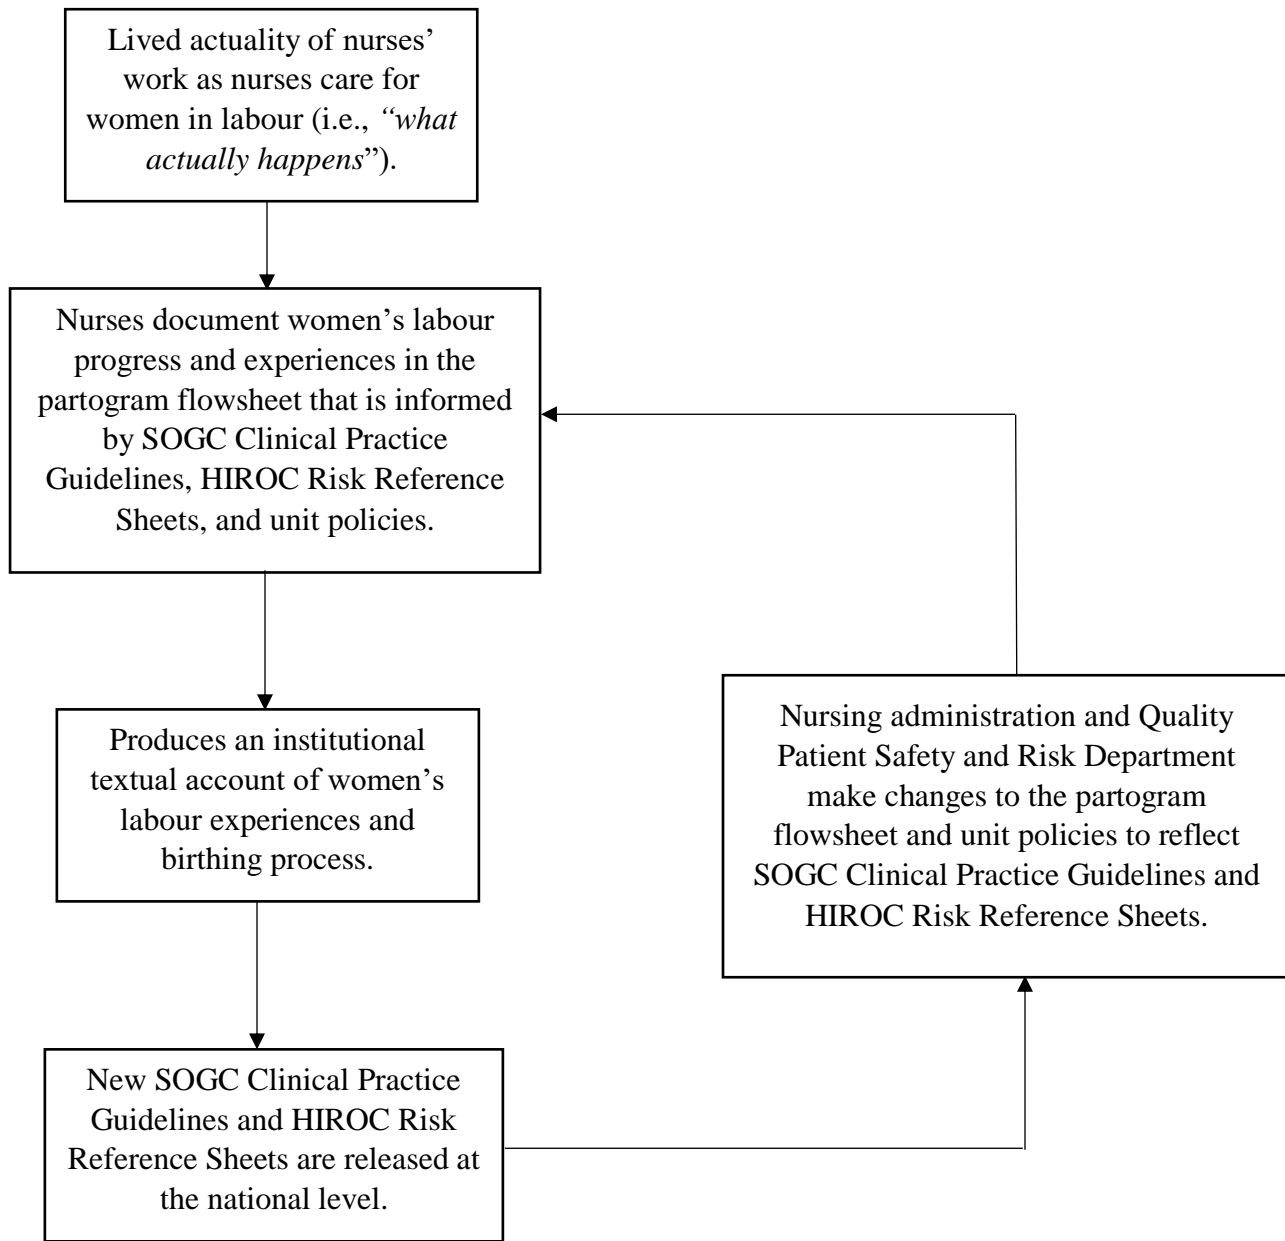 Lived actuality of nurses’
work as nurses care for
women in labour (i.e., “what
actually happens”).
Nurses document women’s labour
progress and experiences in the
partogram flowsheet that is informed
by SOGC Clinical Practice
Guidelines, HIROC Risk Reference
Sheets, and unit policies.
Produces an institutional
textual account of women’s
labour experiences and
birthing process.
New SOGC Clinical Practice
Guidelines and HIROC Risk
Reference Sheets are released at
the national level.
Nursing administration and Quality
Patient Safety and Risk Department
make changes to the partogram
flowsheet and unit policies to reflect
SOGC Clinical Practice Guidelines and
HIROC Risk Reference Sheets.